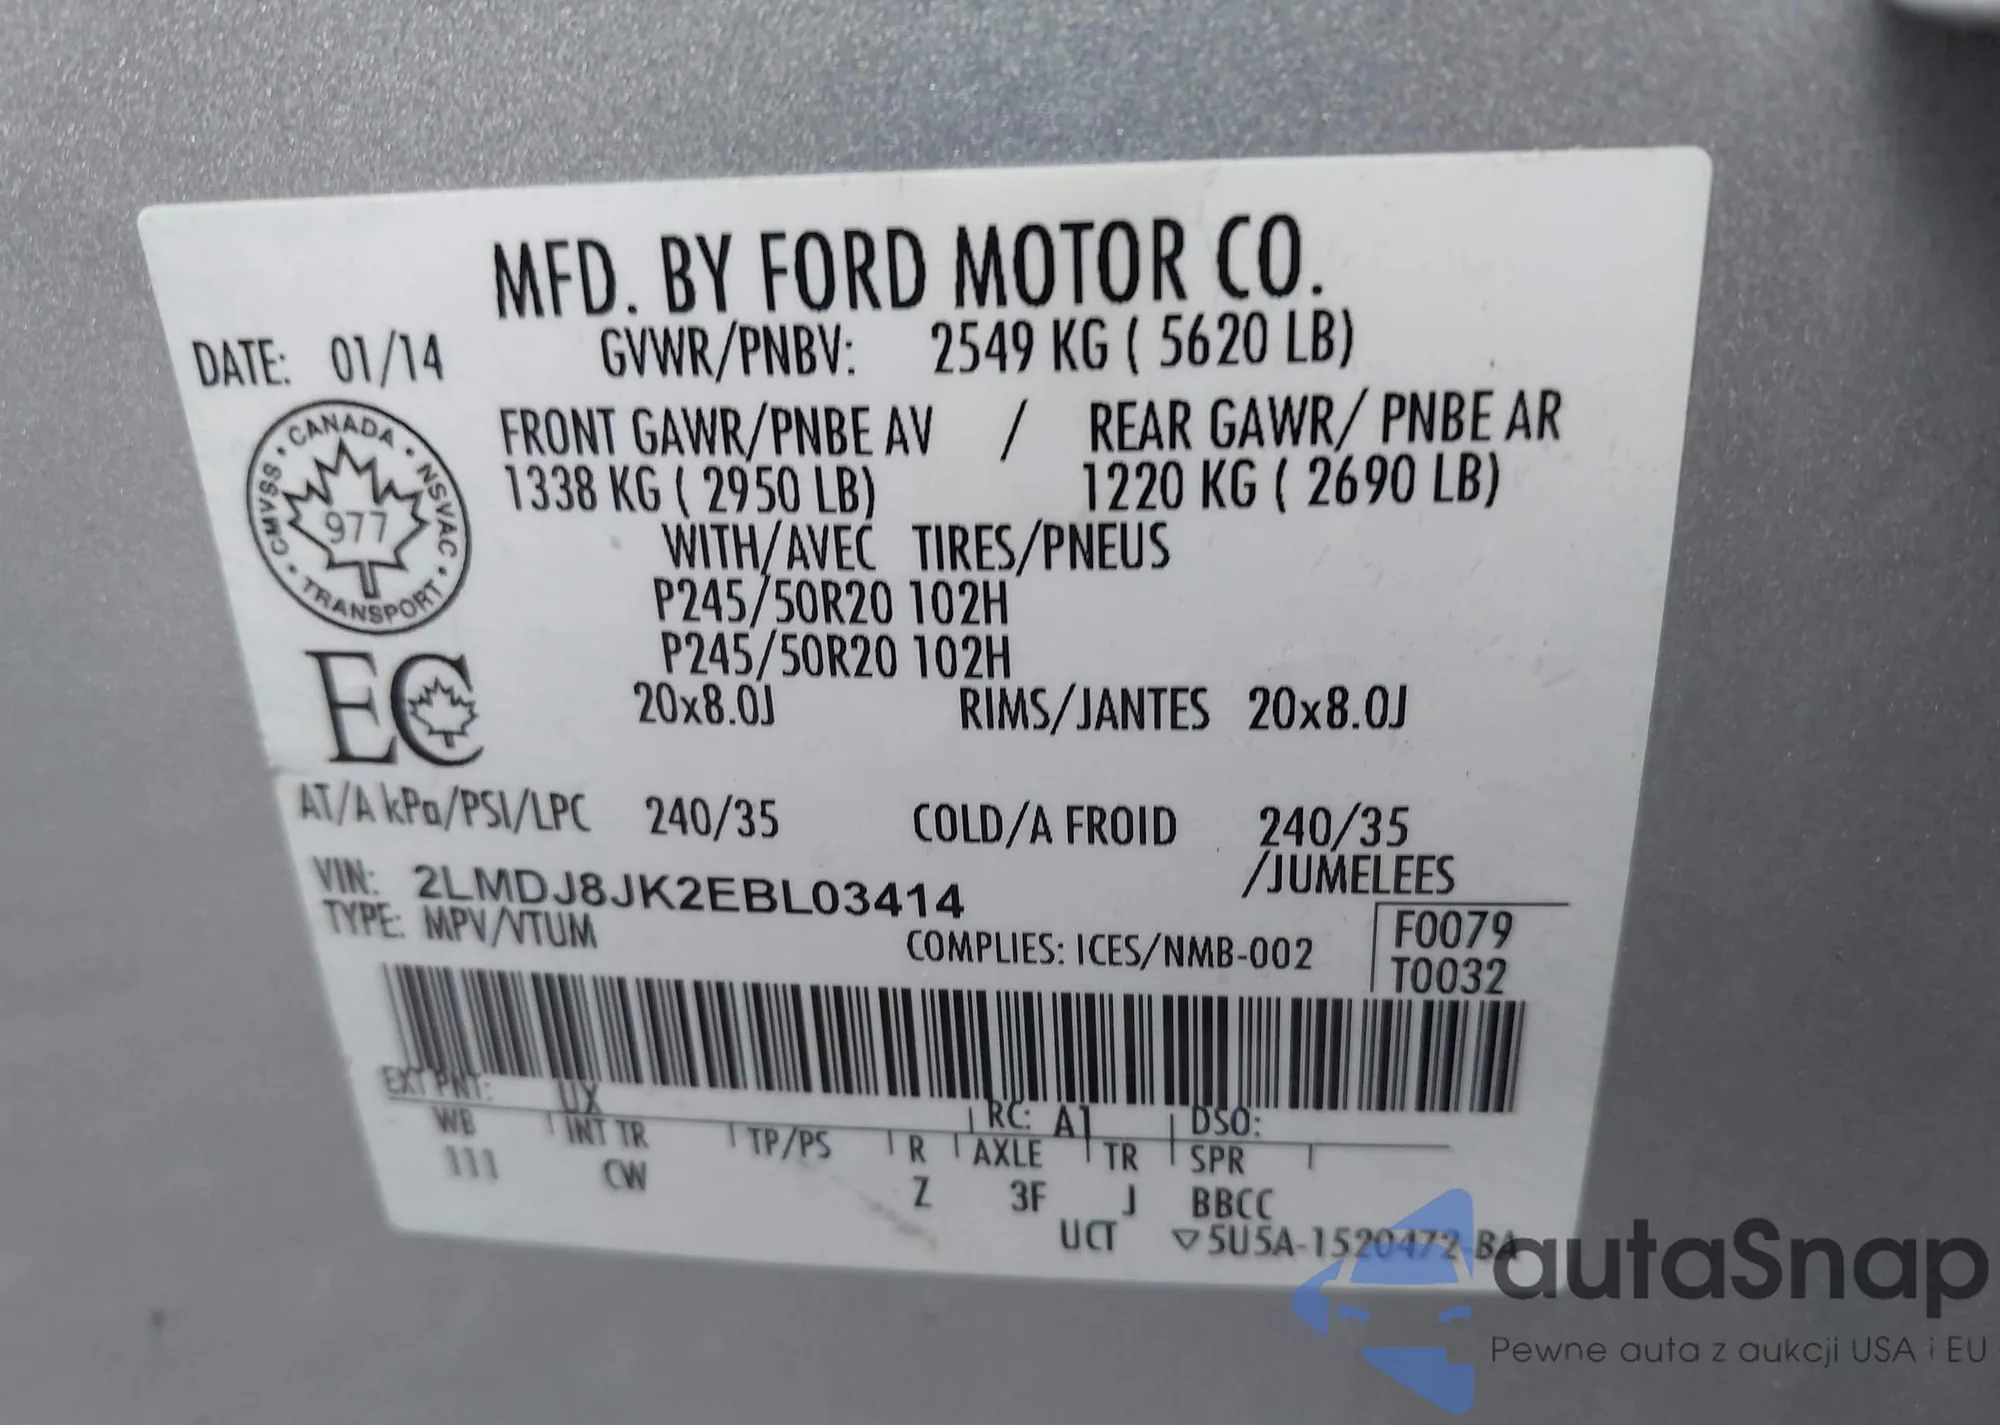 MFD. BY FORD MOTOR CO.
DATE: 01/14 GVWR/PNBV: 2549 KG ( 5620 LB)
FRONT GAWR/PNBE AV / REAR GAWR/ PNBE AR
1338 KG ( 2950 LB) 1220 KG ( 2690 LB)
CANADA · NSVAC · TRANSPORT · CMVSS ·
977
WITH/AVEC TIRES/PNEUS
P245/50R20 102H
P245/50R20 102H
EC
20x8.0J RIMS/JANTES 20x8.0J
AT/A kPa/PSI/LPC 240/35 COLD/A FROID 240/35
/JUMELEES
VIN: 2LMDJ8JK2EBL03414
TYPE: MPV/VTUM
COMPLIES: ICES/NMB-002
F0079
T0032
EXT PNT: UX RC: A1 DSO:
WB INT TR TP/PS R AXLE TR SPR
111 CW Z 3F J BBCC
UCT ▽5U5A-1520472-BA
autaSnap
Pewne auta z aukcji USA i EU